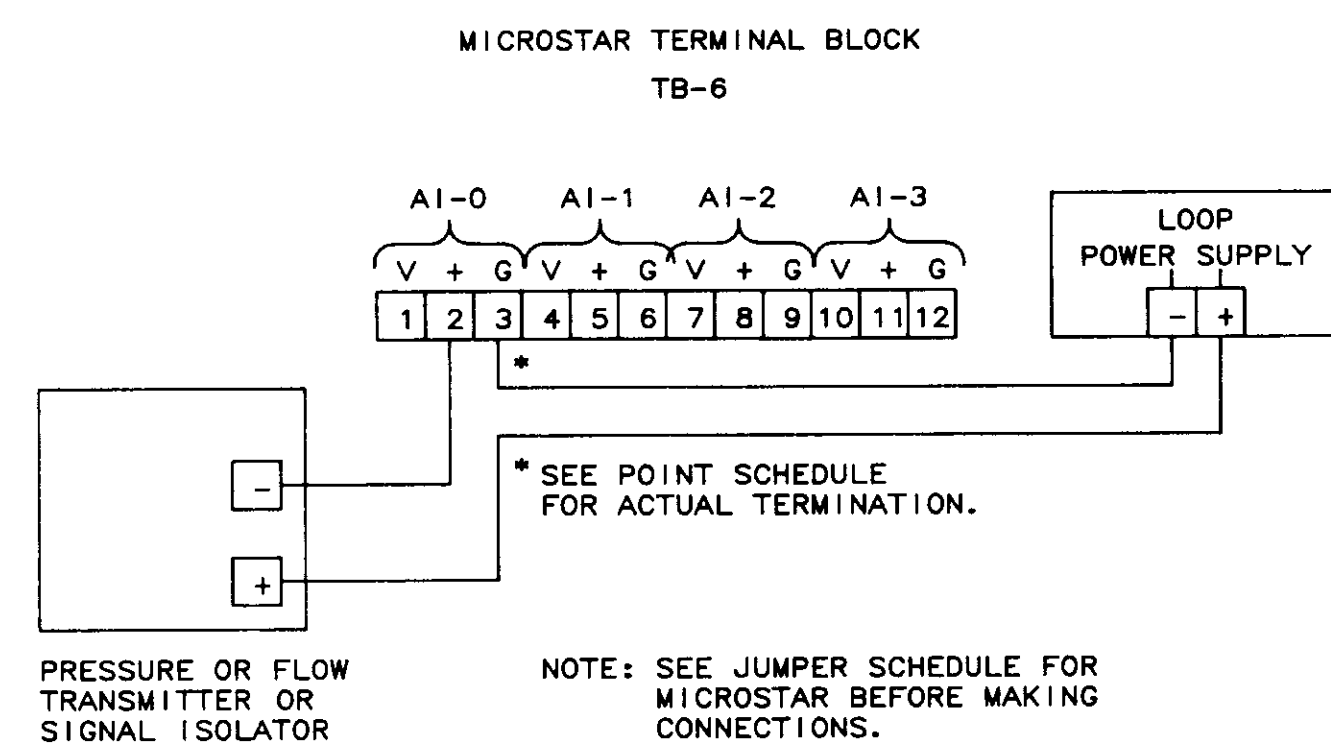 MICROSTAR TERMINAL BLOCK
TB-6
AI-0 AI-1 AI-2 AI-3
V + G V + G V + G V + G
1 2 3 4 5 6 7 8 9 10 11 12
*
LOOP
POWER SUPPLY
- +
-
+
* SEE POINT SCHEDULE
FOR ACTUAL TERMINATION.
PRESSURE OR FLOW
TRANSMITTER OR
SIGNAL ISOLATOR
NOTE: SEE JUMPER SCHEDULE FOR
MICROSTAR BEFORE MAKING
CONNECTIONS.